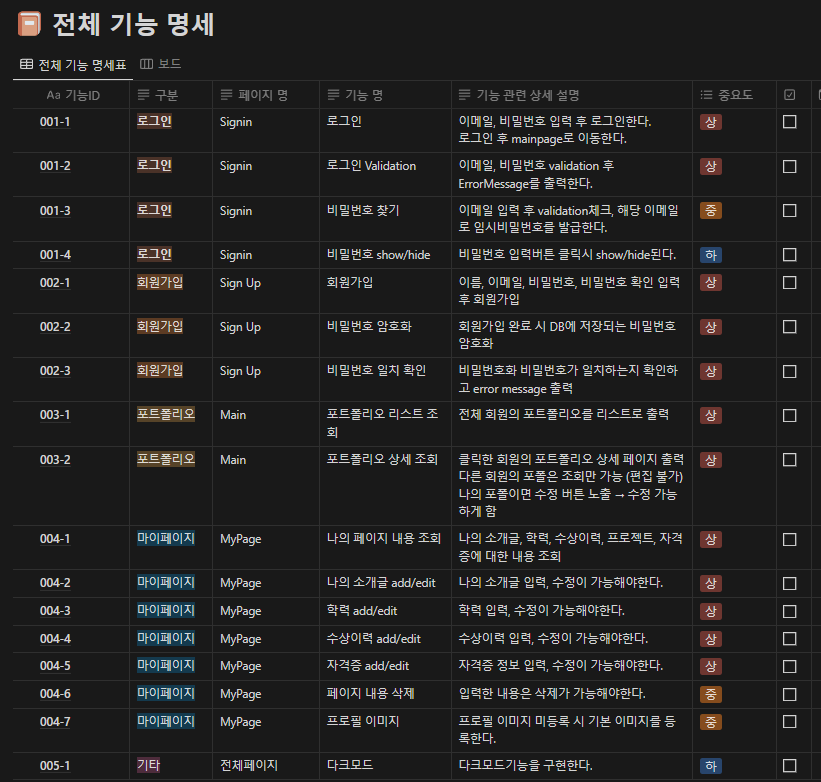 전체 기능 명세
전체 기능 명세표 보드
Aa 기능ID 구분 페이지 명 기능 명 기능 관련 상세 설명 중요도
001-1 로그인 Signin 로그인 이메일, 비밀번호 입력 후 로그인한다. 상
로그인 후 mainpage로 이동한다.
001-2 로그인 Signin 로그인 Validation 이메일, 비밀번호 validation 후 상
ErrorMessage를 출력한다.
001-3 로그인 Signin 비밀번호 찾기 이메일 입력 후 validation체크, 해당 이메일 중
로 임시비밀번호를 발급한다.
001-4 로그인 Signin 비밀번호 show/hide 비밀번호 입력버튼 클릭시 show/hide된다. 하
002-1 회원가입 Sign Up 회원가입 이름, 이메일, 비밀번호, 비밀번호 확인 입력 상
후 회원가입
002-2 회원가입 Sign Up 비밀번호 암호화 회원가입 완료 시 DB에 저장되는 비밀번호 상
암호화
002-3 회원가입 Sign Up 비밀번호 일치 확인 비밀번호화 비밀번호가 일치하는지 확인하 상
고 error message 출력
003-1 포트폴리오 Main 포트폴리오 리스트 조 전체 회원의 포트폴리오를 리스트로 출력 상
회
003-2 포트폴리오 Main 포트폴리오 상세 조회 클릭한 회원의 포트폴리오 상세 페이지 출력 상
다른 회원의 포폴은 조회만 가능 (편집 불가)
나의 포폴이면 수정 버튼 노출 → 수정 가능
하게 함
004-1 마이페이지 MyPage 나의 페이지 내용 조회 나의 소개글, 학력, 수상이력, 프로젝트, 자격 상
증에 대한 내용 조회
004-2 마이페이지 MyPage 나의 소개글 add/edit 나의 소개글 입력, 수정이 가능해야한다. 상
004-3 마이페이지 MyPage 학력 add/edit 학력 입력, 수정이 가능해야한다. 상
004-4 마이페이지 MyPage 수상이력 add/edit 수상이력 입력, 수정이 가능해야한다. 상
004-5 마이페이지 MyPage 자격증 add/edit 자격증 정보 입력, 수정이 가능해야한다. 상
004-6 마이페이지 MyPage 페이지 내용 삭제 입력한 내용은 삭제가 가능해야한다. 중
004-7 마이페이지 MyPage 프로필 이미지 프로필 이미지 미등록 시 기본 이미지를 등 중
록한다.
005-1 기타 전체페이지 다크모드 다크모드기능을 구현한다. 하